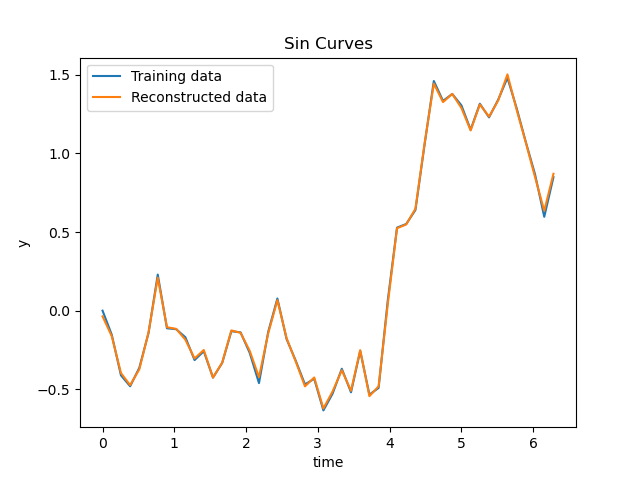 Sin Curves
Training data
Reconstructed data
1.5
1.0
0.5
0.0
−0.5
y
0 1 2 3 4 5 6
time